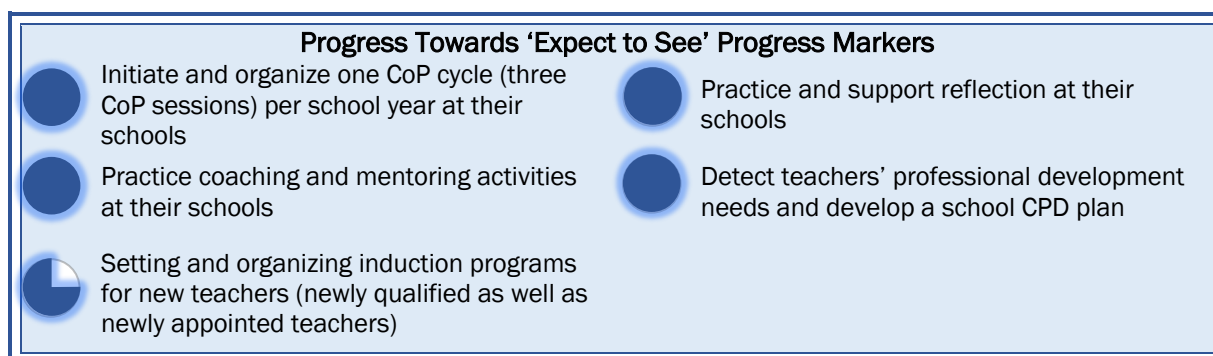 Progress Towards ‘Expect to See’ Progress Markers
Initiate and organize one CoP cycle (three
CoP sessions) per school year at their
schools
Practice coaching and mentoring activities
at their schools
Setting and organizing induction programs
for new teachers (newly qualified as well as
newly appointed teachers)
Practice and support reflection at their
schools
Detect teachers’ professional development
needs and develop a school CPD plan